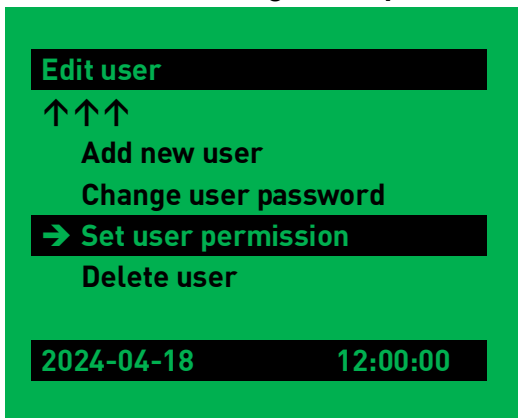 Edit user
↑↑↑
Add new user
Change user password
→ Set user permission
Delete user
2024-04-18 12:00:00